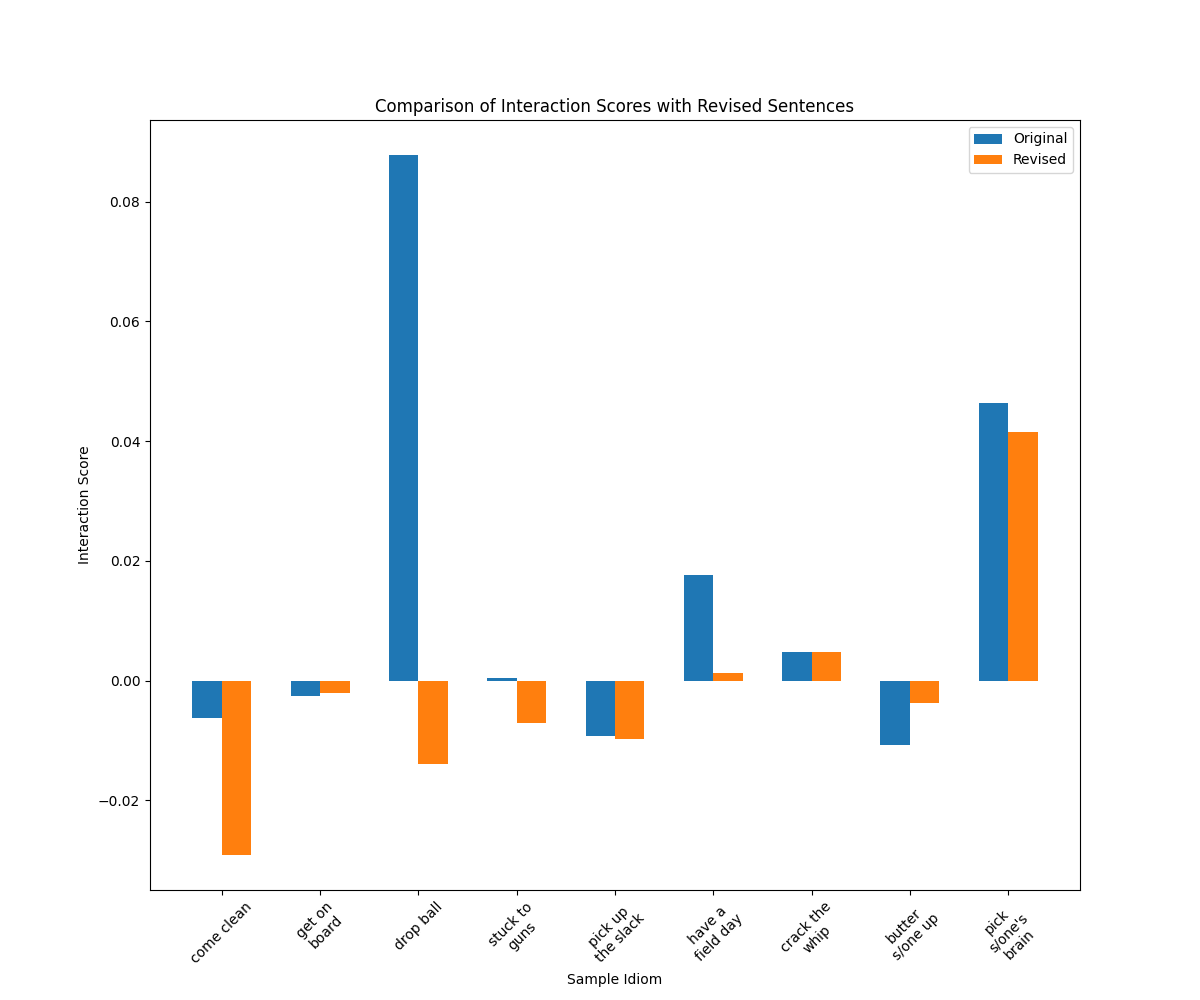 Comparison of Interaction Scores with Revised Sentences
Original
Revised
Interaction Score
0.08
0.06
0.04
0.02
0.00
−0.02
come clean
get on
board
drop ball
stuck to
guns
pick up
the slack
have a
field day
crack the
whip
butter
s/one up
pick
s/one's
brain
Sample Idiom